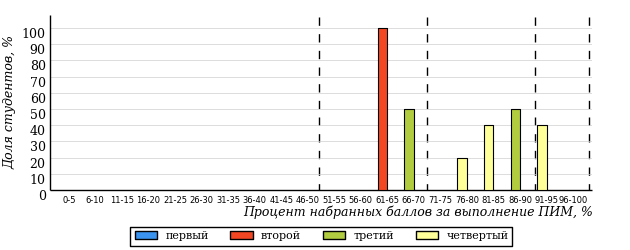 Доля студентов, %
100
90
80
70
60
50
40
30
20
10
0
0-5 6-10 11-15 16-20 21-25 26-30 31-35 36-40 41-45 46-50 51-55 56-60 61-65 66-70 71-75 76-80 81-85 86-90 91-95 96-100
Процент набранных баллов за выполнение ПИМ, %
первый второй третий четвертый